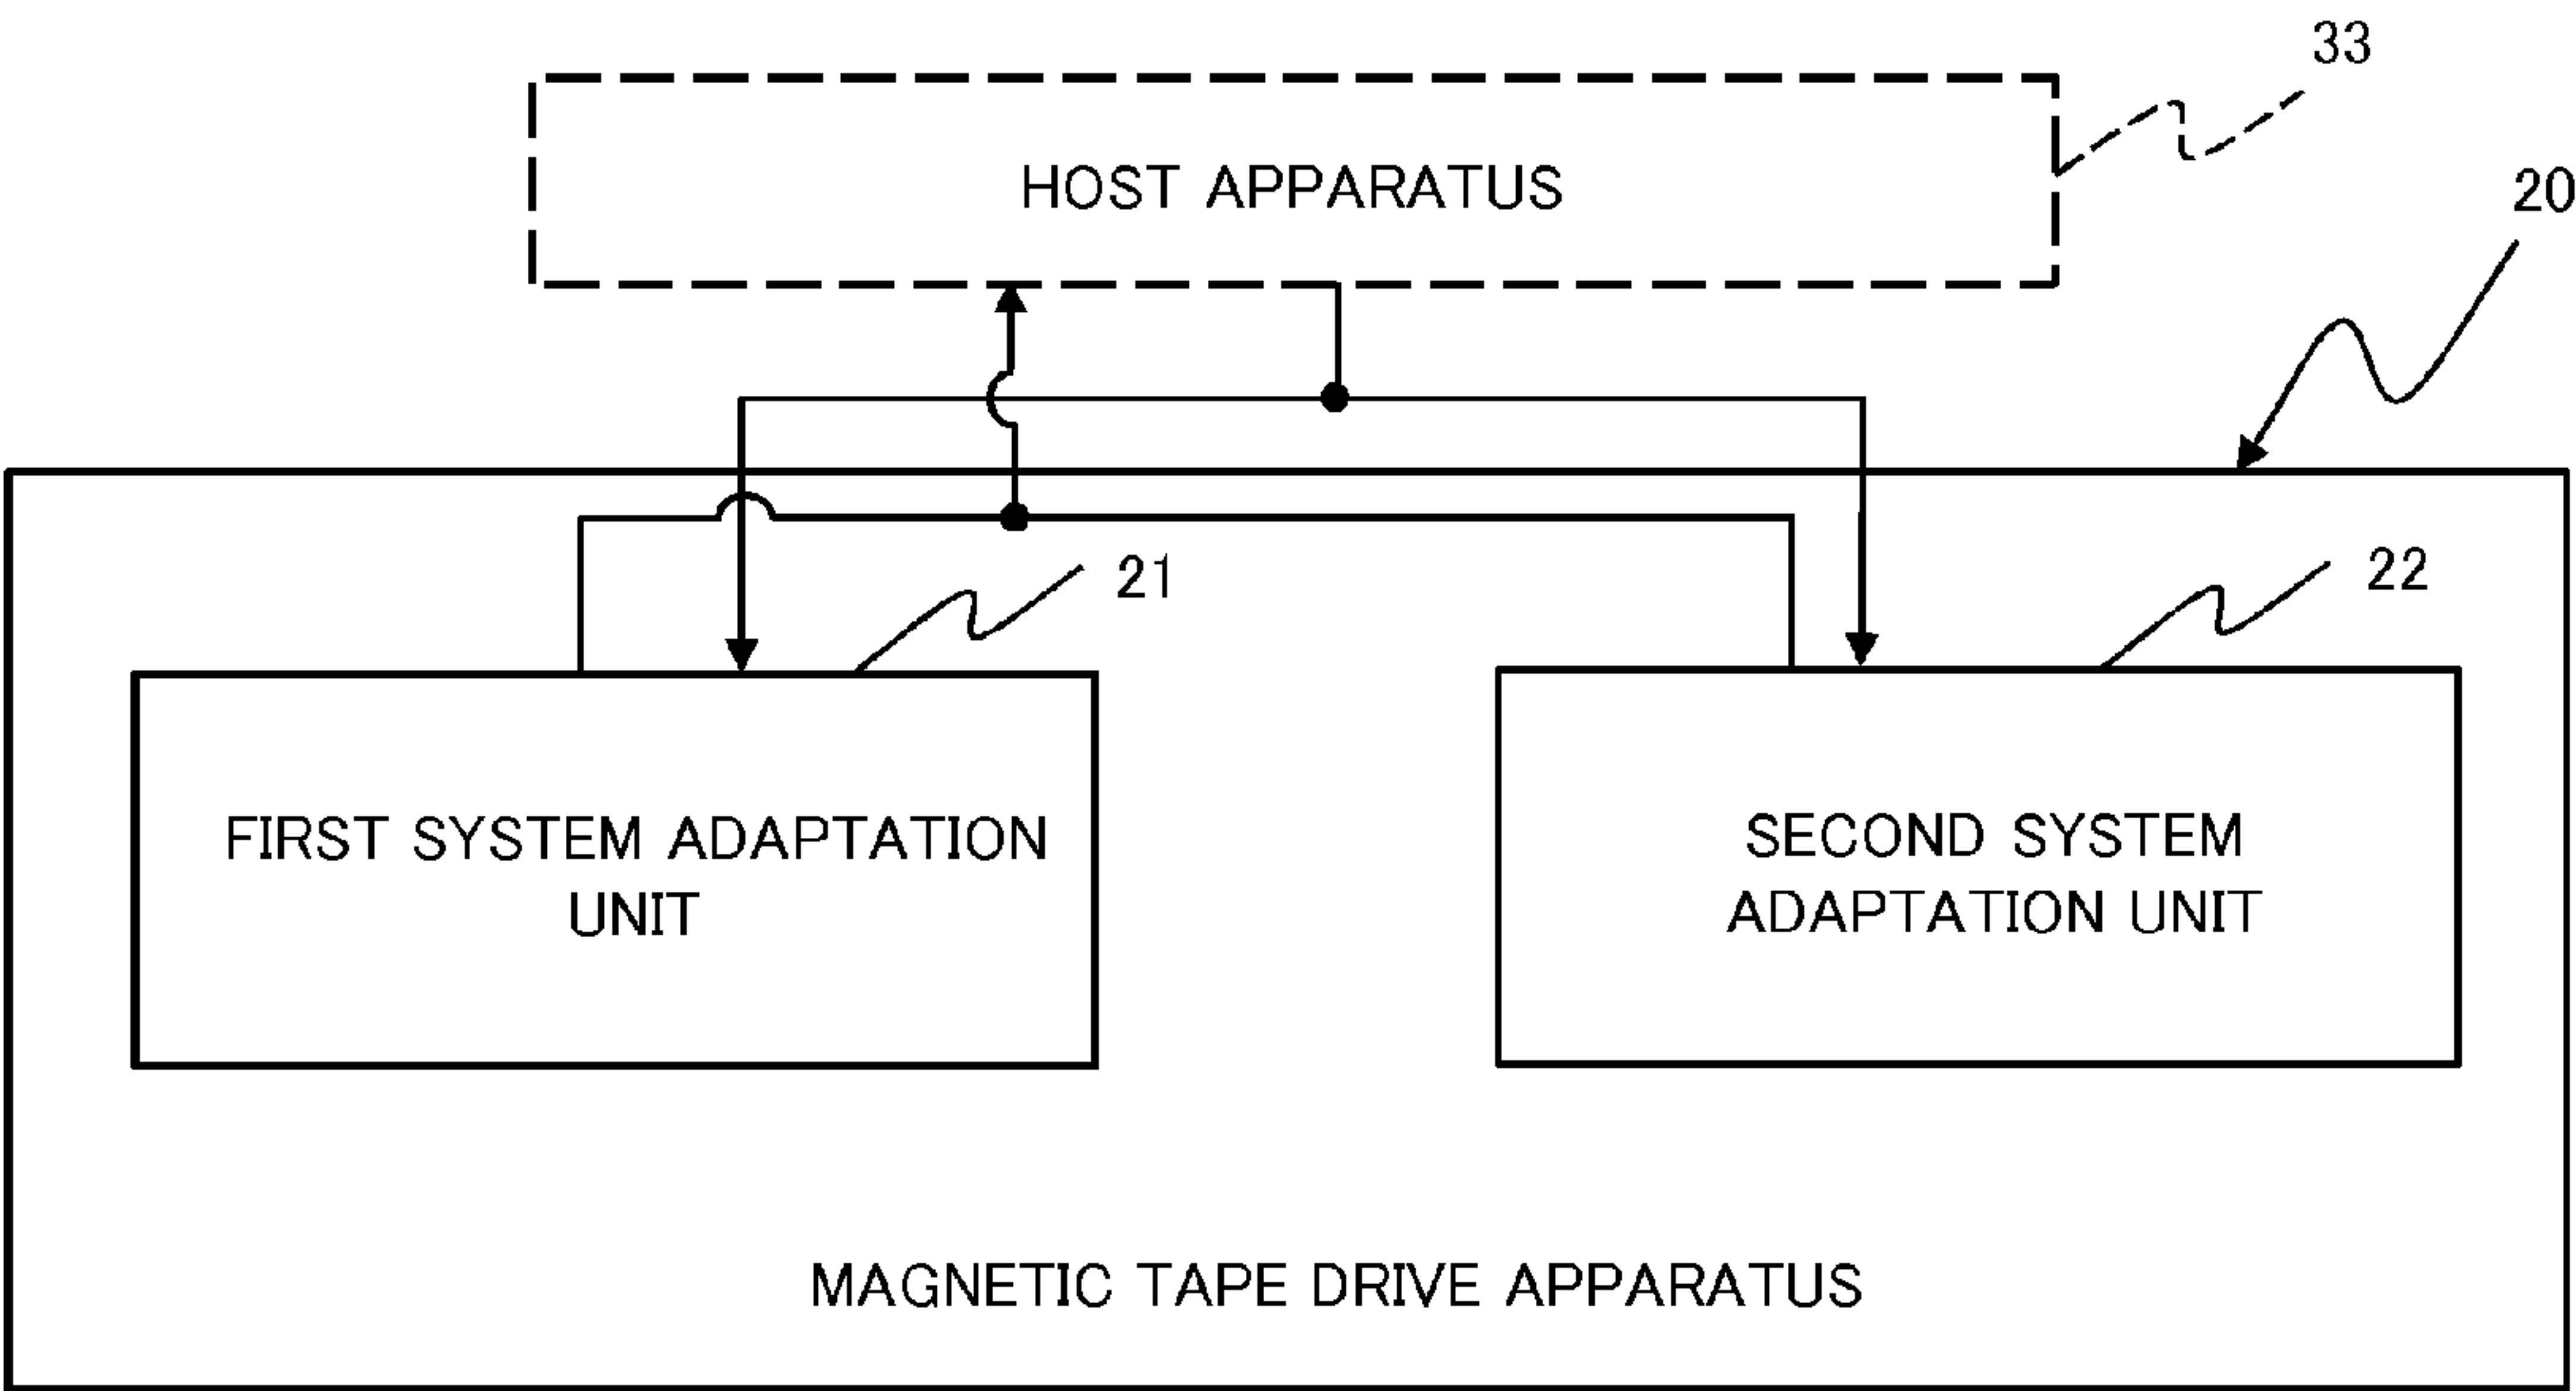 33
HOST APPARATUS
20
21
22
FIRST SYSTEM ADAPTATION
UNIT
SECOND SYSTEM
ADAPTATION UNIT
MAGNETIC TAPE DRIVE APPARATUS